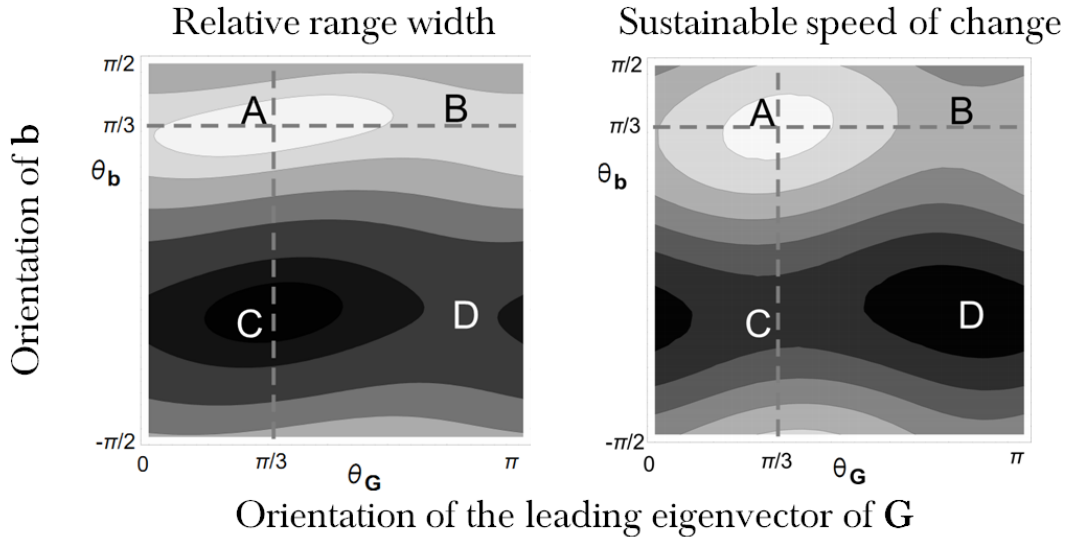 Relative range width
Sustainable speed of change
Orientation of b
π/2
π/3
θb
-π/2
A
B
C
D
0
π/3
π
θG
π/2
π/3
θb
-π/2
A
B
C
D
0
π/3
π
θG
Orientation of the leading eigenvector of G